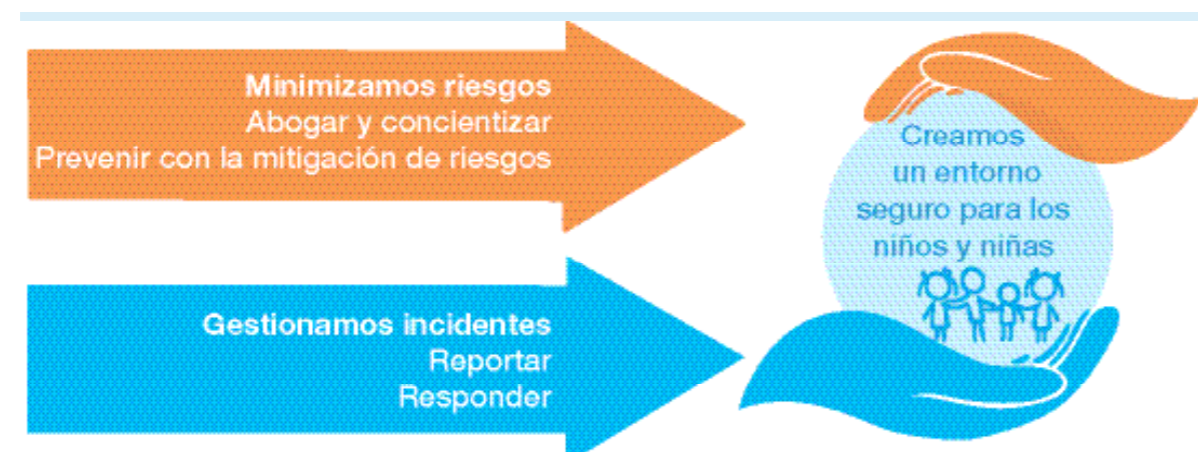 Minimizamos riesgos
Abogar y concientizar
Prevenir con la mitigación de riesgos
Gestionamos incidentes
Reportar
Responder
Creamos
un entorno
seguro para los
niños y niñas